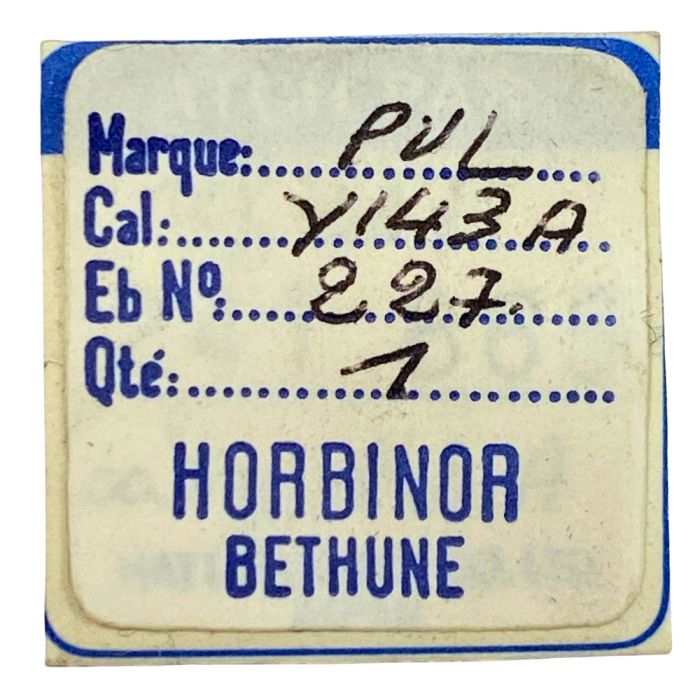 Marque: PUL
Cal: Y143A
Eb Nº: 227.
Qté: 1
HORBINOR
BETHUNE